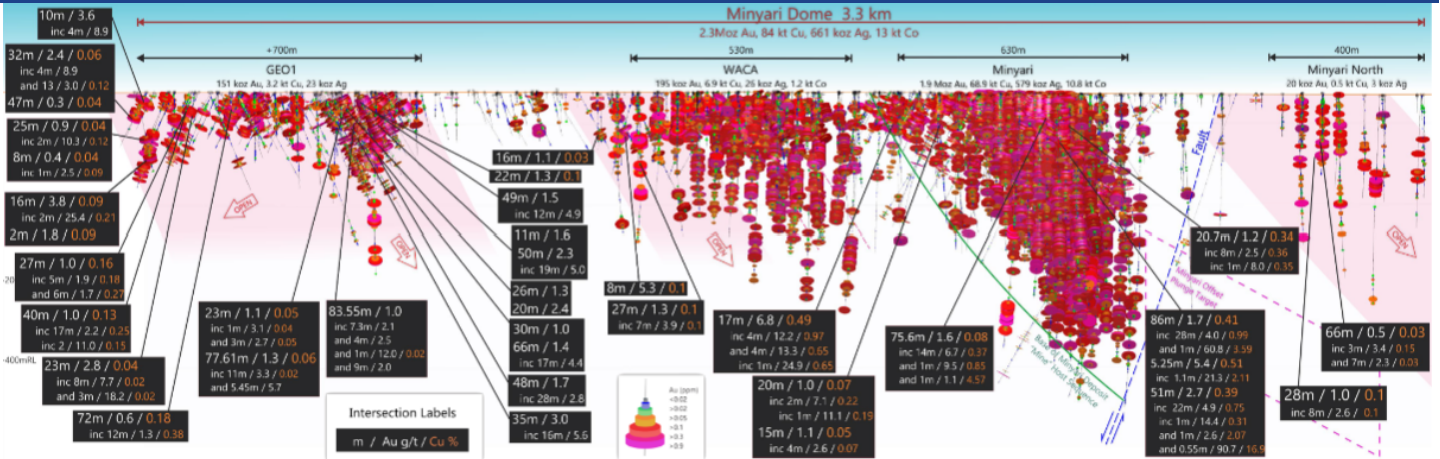 Minyari Dome 3.3 km
2.3Moz Au, 84 kt Cu, 661 koz Ag, 13 kt Co
+700m
GEO1
151 koz Au, 3.2 kt Cu, 23 koz Ag
530m
WACA
195 koz Au, 6.9 kt Cu, 26 koz Ag, 1.2 kt Co
630m
Minyari
1.9 Moz Au, 68.9 kt Cu, 579 koz Ag, 10.8 kt Co
400m
Minyari North
20 koz Au, 0.5 kt Cu, 3 koz Ag
10m / 3.6
inc 4m / 8.9
32m / 2.4 / 0.06
inc 4m / 8.9
and 13 / 3.0 / 0.12
47m / 0.3 / 0.04
25m / 0.9 / 0.04
inc 2m / 10.3 / 0.12
8m / 0.4 / 0.04
inc 1m / 2.5 / 0.09
16m / 3.8 / 0.09
inc 2m / 25.4 / 0.21
2m / 1.8 / 0.09
27m / 1.0 / 0.16
inc 5m / 1.9 / 0.18
and 6m / 1.7 / 0.27
40m / 1.0 / 0.13
inc 17m / 2.2 / 0.25
inc 2 / 11.0 / 0.15
-400mRL
23m / 2.8 / 0.04
inc 8m / 7.7 / 0.02
and 3m / 18.2 / 0.02
72m / 0.6 / 0.18
inc 12m / 1.3 / 0.38
OPEN
23m / 1.1 / 0.05
inc 1m / 3.1 / 0.04
and 3m / 2.7 / 0.05
77.61m / 1.3 / 0.06
inc 11m / 3.3 / 0.02
and 5.45m / 5.7
83.55m / 1.0
inc 7.3m / 2.1
and 4m / 2.5
and 1m / 12.0 / 0.02
and 9m / 2.0
OPEN
Intersection Labels
m / Au g/t / Cu %
16m / 1.1 / 0.03
22m / 1.3 / 0.1
49m / 1.5
inc 12m / 4.9
11m / 1.6
50m / 2.3
inc 19m / 5.0
26m / 1.3
20m / 2.4
30m / 1.0
66m / 1.4
inc 17m / 4.4
48m / 1.7
inc 28m / 2.8
35m / 3.0
inc 16m / 5.6
8m / 5.3 / 0.1
27m / 1.3 / 0.1
inc 7m / 3.9 / 0.1
OPEN
Au (ppm)
17m / 6.8 / 0.49
inc 4m / 12.2 / 0.97
and 4m / 13.3 / 0.65
inc 1m / 24.9 / 0.65
20m / 1.0 / 0.07
inc 2m / 7.1 / 0.22
inc 1m / 11.1 / 0.19
15m / 1.1 / 0.05
inc 4m / 2.6 / 0.07
75.6m / 1.6 / 0.08
inc 14m / 6.7 / 0.37
and 1m / 9.5 / 0.85
and 1m / 1.1 / 4.57
Base of Minyari Deposit
"Mine" Host Sequence
Fault
Minyari Offset
Plunge Target
20.7m / 1.2 / 0.34
inc 8m / 2.5 / 0.36
inc 1m / 8.0 / 0.35
86m / 1.7 / 0.41
inc 28m / 4.0 / 0.99
and 1m / 60.8 / 3.59
5.25m / 5.4 / 0.51
inc 1.1m / 21.3 / 2.11
51m / 2.7 / 0.39
inc 22m / 4.9 / 0.75
inc 1m / 14.4 / 0.31
and 1m / 2.6 / 2.07
and 0.55m / 90.7 / 16.9
OPEN
66m / 0.5 / 0.03
inc 3m / 3.4 / 0.15
and 7m / 2.3 / 0.03
28m / 1.0 / 0.1
inc 8m / 2.6 / 0.1